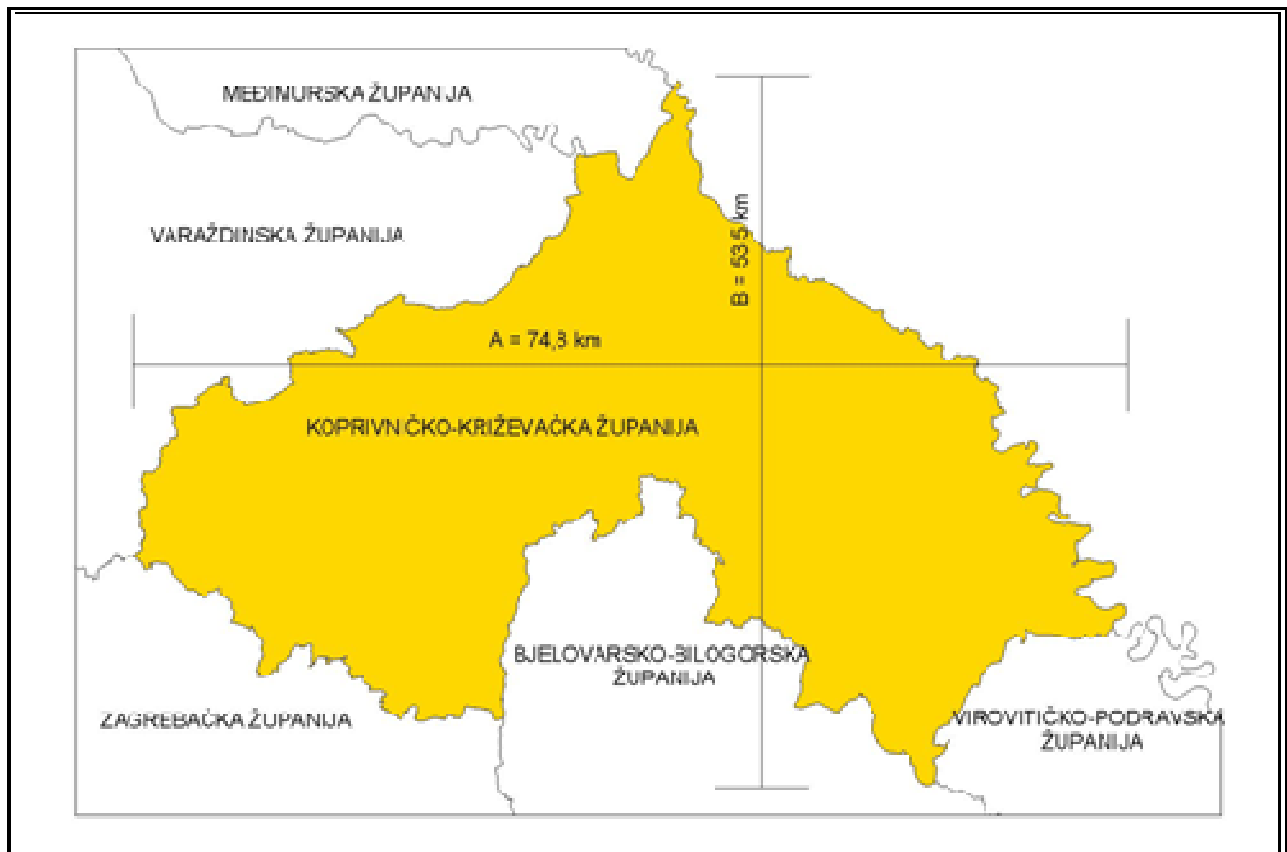 MEĐIMURSKA ŽUPANIJA
VARAŽDINSKA ŽUPANIJA
B = 53,5 km
A = 74,3 km
KOPRIVNIČKO-KRIŽEVAČKA ŽUPANIJA
BJELOVARSKO-BILOGORSKA
ŽUPANIJA
ZAGREBAČKA ŽUPANIJA
VIROVITIČKO-PODRAVSKA
ŽUPANIJA